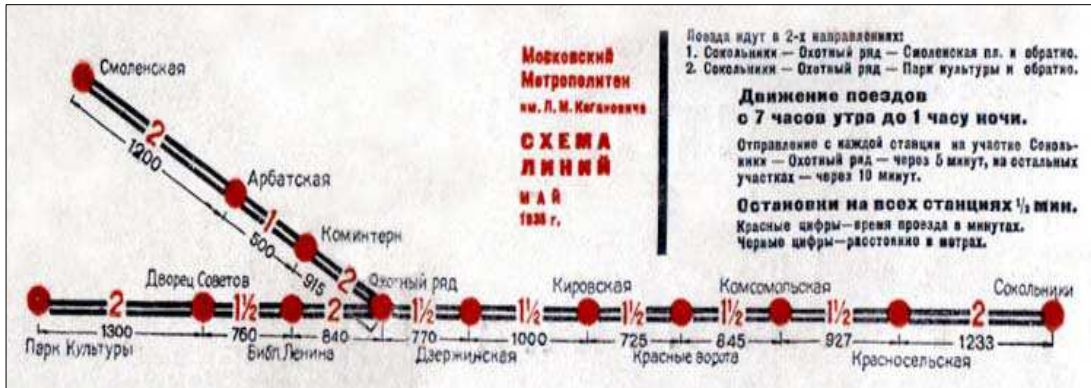 Смоленская
2
1200
Арбатская
1
500
Коминтерн
2
915
Московский
Метрополитен
им. Л. М. Кагановича
СХЕМА
ЛИНИЙ
МАЙ
Поезда идут в 2-х направлениях:
1. Сокольники — Охотный ряд — Смоленская пл. и обратно.
2. Сокольники — Охотный ряд — Парк культуры и обратно.
Движение поездов
с 7 часов утра до 1 часу ночи.
Отправление с каждой станции на участке Соколь-
ники — Охотный ряд — через 5 минут, на остальных
участках — через 10 минут.
Остановки на всех станциях ½ мин.
Красные цифры—время проезда в минутах.
Черные цифры—расстояние в метрах.
Дворец Советов Охотный ряд Кировская Комсомольская Сокольники
2 1½ 2 1½ 1½ 1½ 1½ 1½ 2
1300 760 840 770 1000 725 845 927 1233
Парк Культуры Библ. Ленина Дзержинская Красные ворота Красносельская